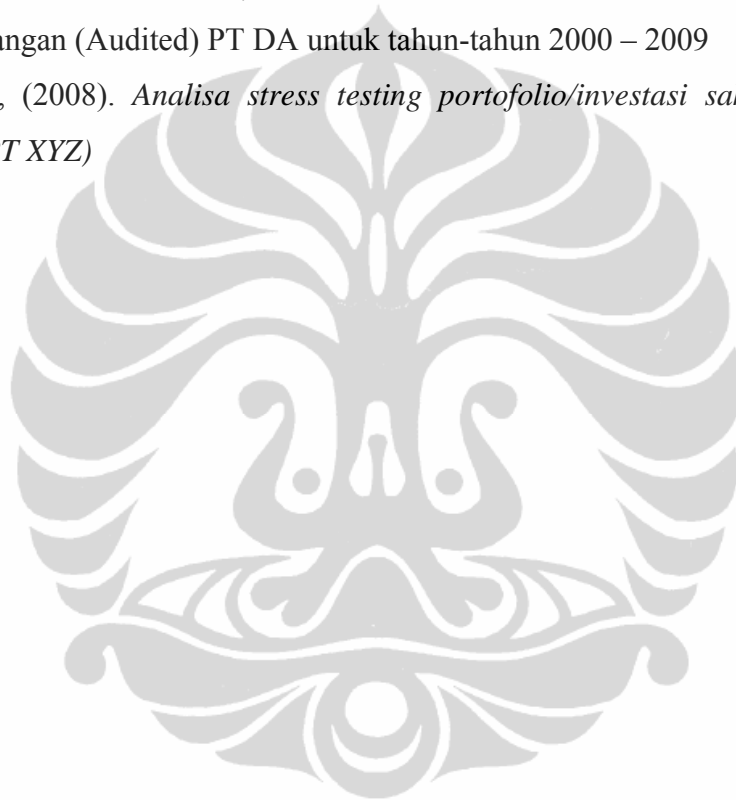 angan (Audited) PT DA untuk tahun-tahun 2000 – 2009
, (2008). Analisa stress testing portofolio/investasi sa
T XYZ)